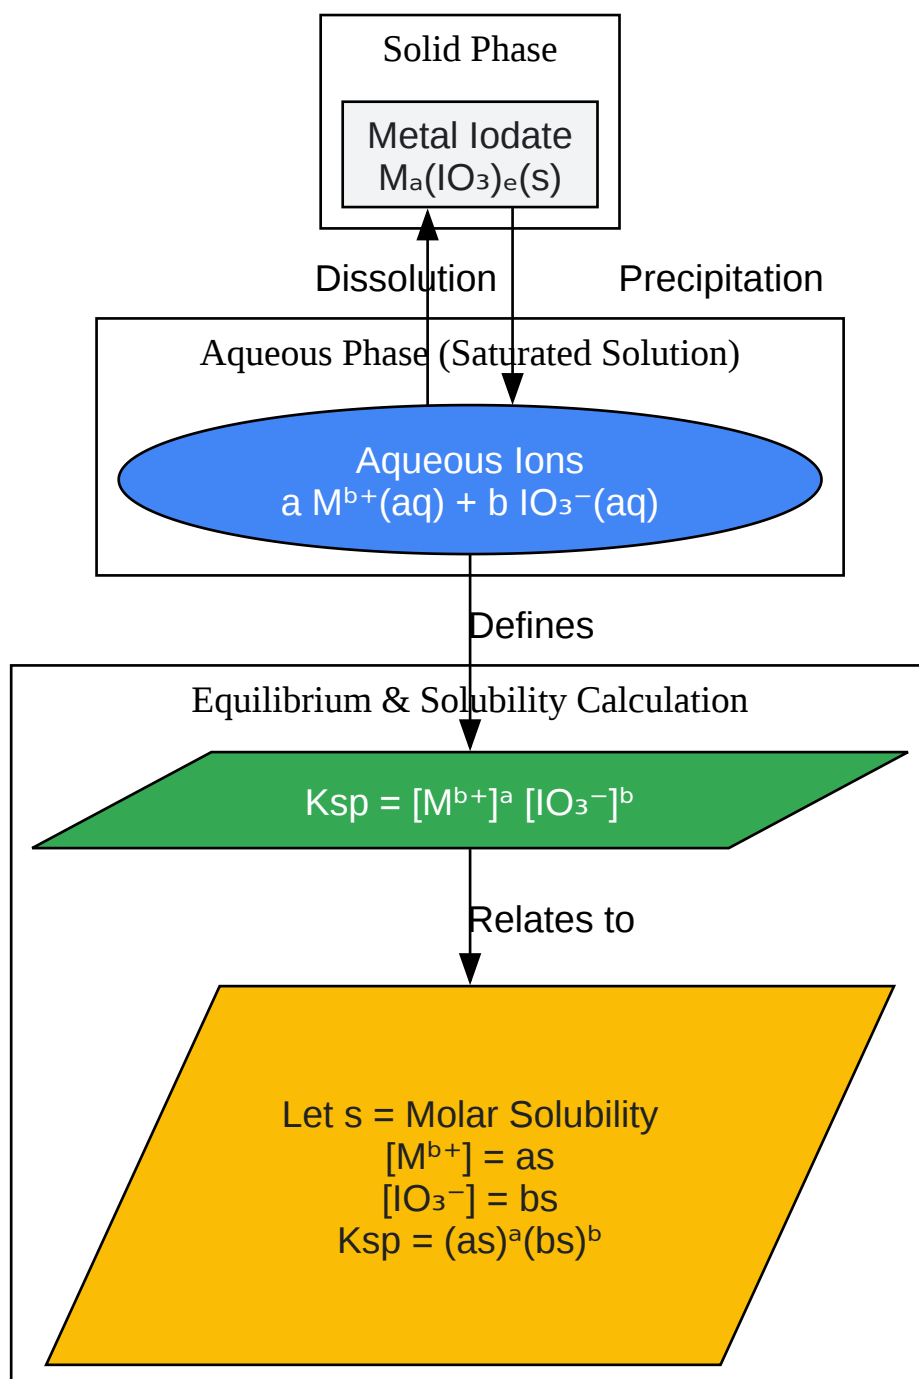 Solid Phase
Metal Iodate
Mₐ(IO₃)ₑ(s)
Dissolution
Precipitation
Aqueous Phase (Saturated Solution)
Aqueous Ions
a Mᵇ⁺(aq) + b IO₃⁻(aq)
Defines
Equilibrium & Solubility Calculation
Ksp = [Mᵇ⁺]ᵃ [IO₃⁻]ᵇ
Relates to
Let s = Molar Solubility
[Mᵇ⁺] = as
[IO₃⁻] = bs
Ksp = (as)ᵃ(bs)ᵇ